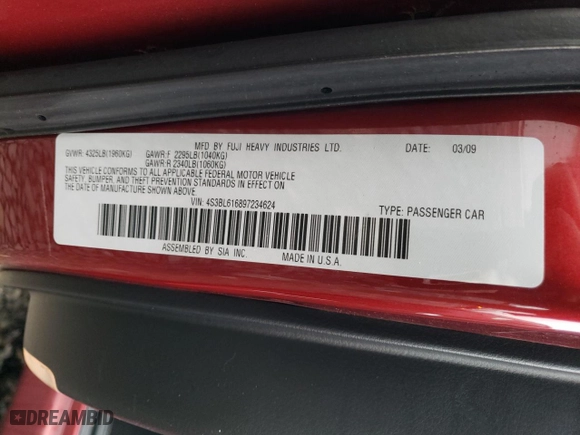 MFD BY FUJI HEAVY INDUSTRIES LTD. DATE: 03/09
GVWR: 4325LB(1960KG) GAWR:F 2295LB(1040KG)
GAWR:R 2340LB(1060KG)
THIS VEHICLE CONFORMS TO ALL APPLICABLE FEDERAL MOTOR VEHICLE
SAFETY, BUMPER, AND THEFT PREVENTION STANDARDS IN EFFECT ON
THE DATE OF MANUFACTURE SHOWN ABOVE.
VIN: 4S3BL616897234624 TYPE: PASSENGER CAR
ASSEMBLED BY SIA INC. MADE IN U.S.A.
DREAMBID